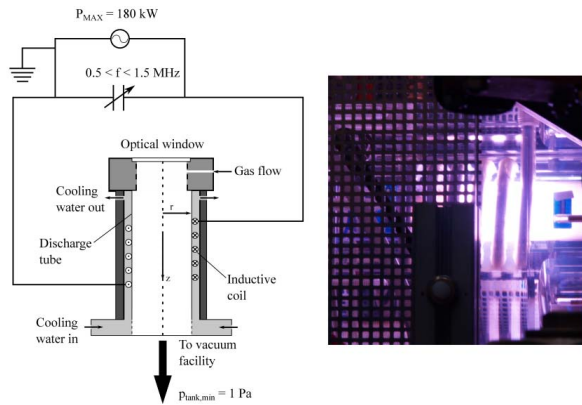 P_MAX = 180 kW
0.5 < f < 1.5 MHz
Optical window
Gas flow
Cooling
water out
r
Discharge
tube
z
Inductive
coil
Cooling
water in
To vacuum
facility
p_tank,min = 1 Pa